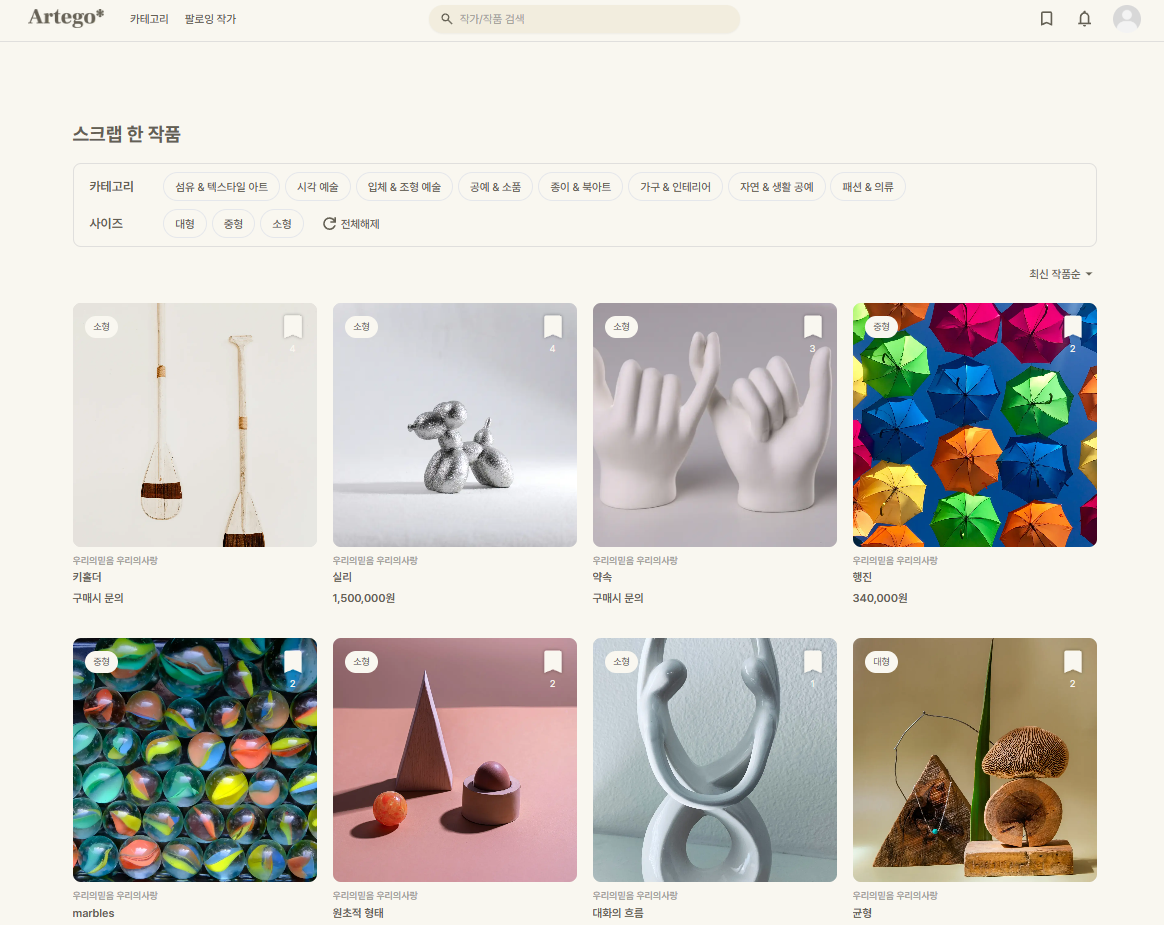 Artego* 카테고리 팔로잉 작가 작가/작품 검색
스크랩 한 작품
카테고리 섬유 & 텍스타일 아트 시각 예술 입체 & 조형 예술 공예 & 소품 종이 & 북아트 가구 & 인테리어 자연 & 생활 공예 패션 & 의류
사이즈 대형 중형 소형 전체해제
최신 작품순
소형 4
소형 4
소형 3
중형 2
우리의믿음 우리의사랑
키홀더
구매시 문의
우리의믿음 우리의사랑
실리
1,500,000원
우리의믿음 우리의사랑
약속
구매시 문의
우리의믿음 우리의사랑
행진
340,000원
중형 2
소형 2
소형 1
대형 2
우리의믿음 우리의사랑
marbles
우리의믿음 우리의사랑
원초적 형태
우리의믿음 우리의사랑
대화의 흐름
우리의믿음 우리의사랑
균형